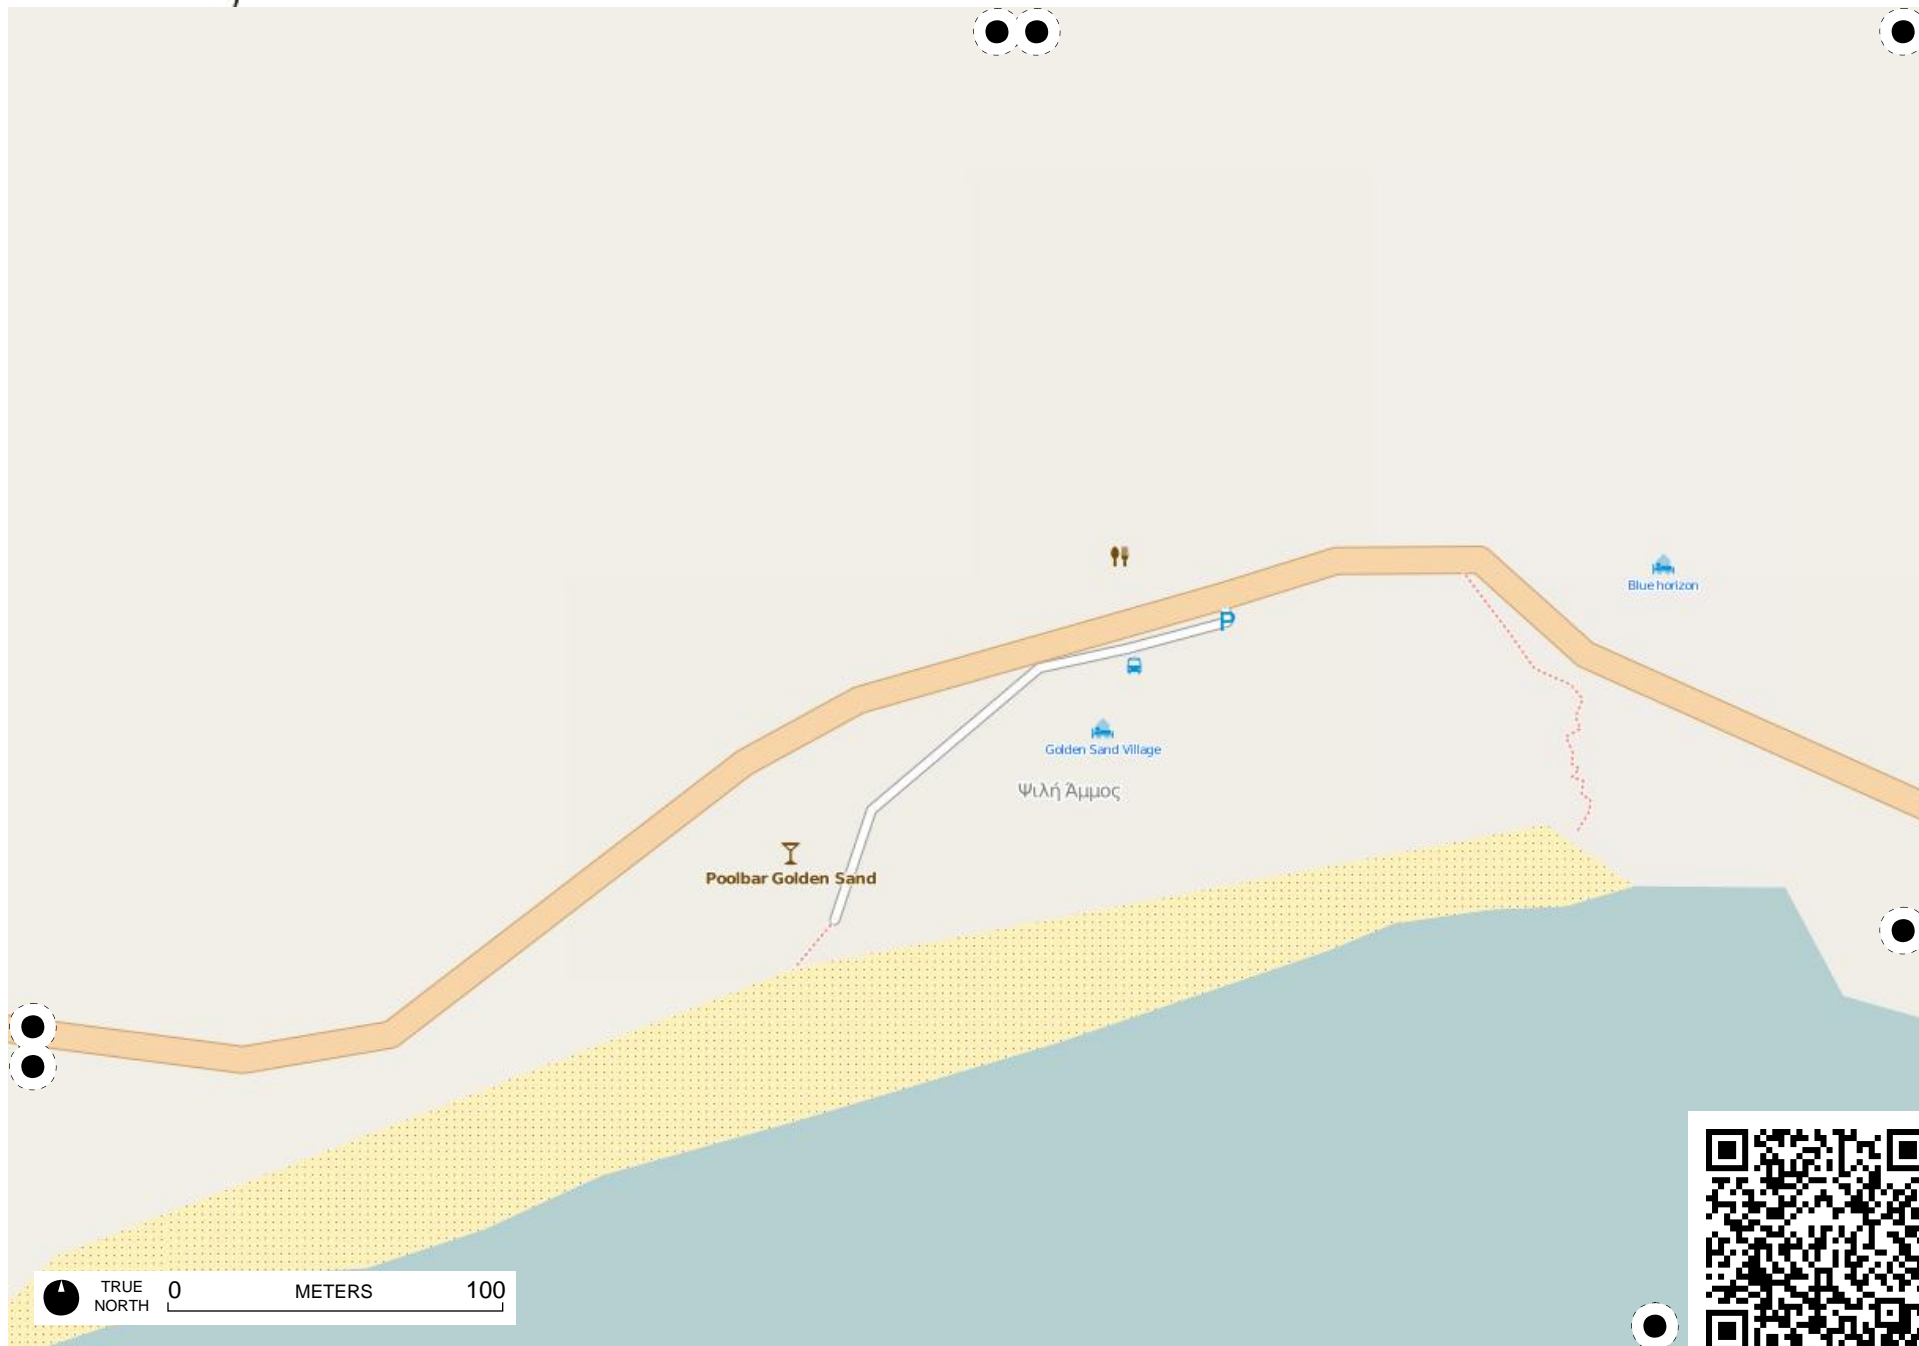 P
Blue horizon
Golden Sand Village
Ψιλή Άμμος
Poolbar Golden Sand
TRUE NORTH 0 METERS 100